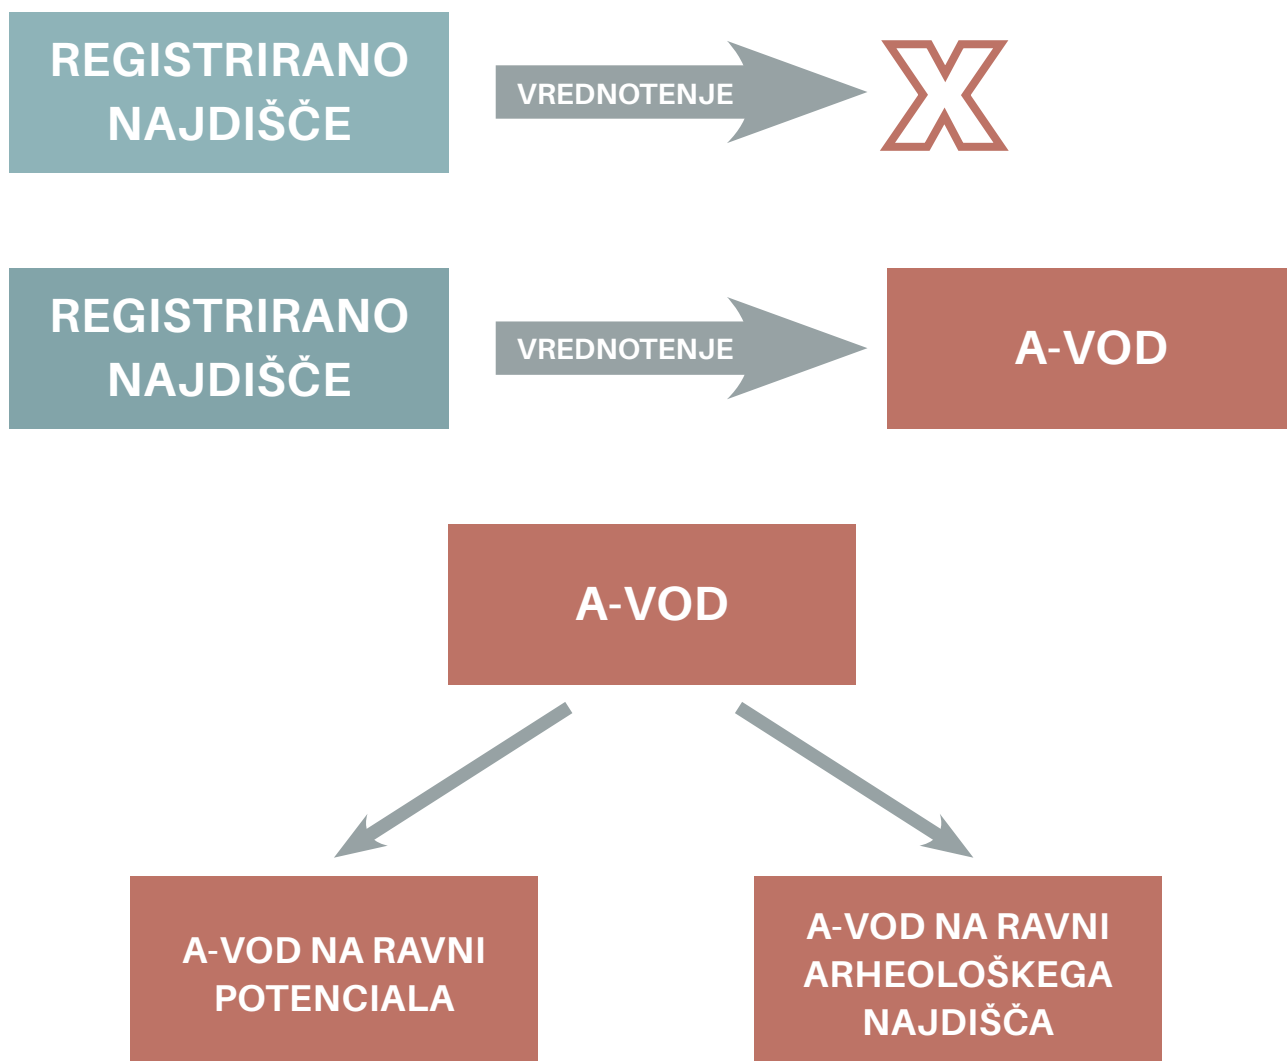 REGISTRIRANO
NAJDIŠČE
VREDNOTENJE
X
REGISTRIRANO
NAJDIŠČE
VREDNOTENJE
A-VOD
A-VOD
A-VOD NA RAVNI
POTENCIALA
A-VOD NA RAVNI
ARHEOLOŠKEGA
NAJDIŠČA